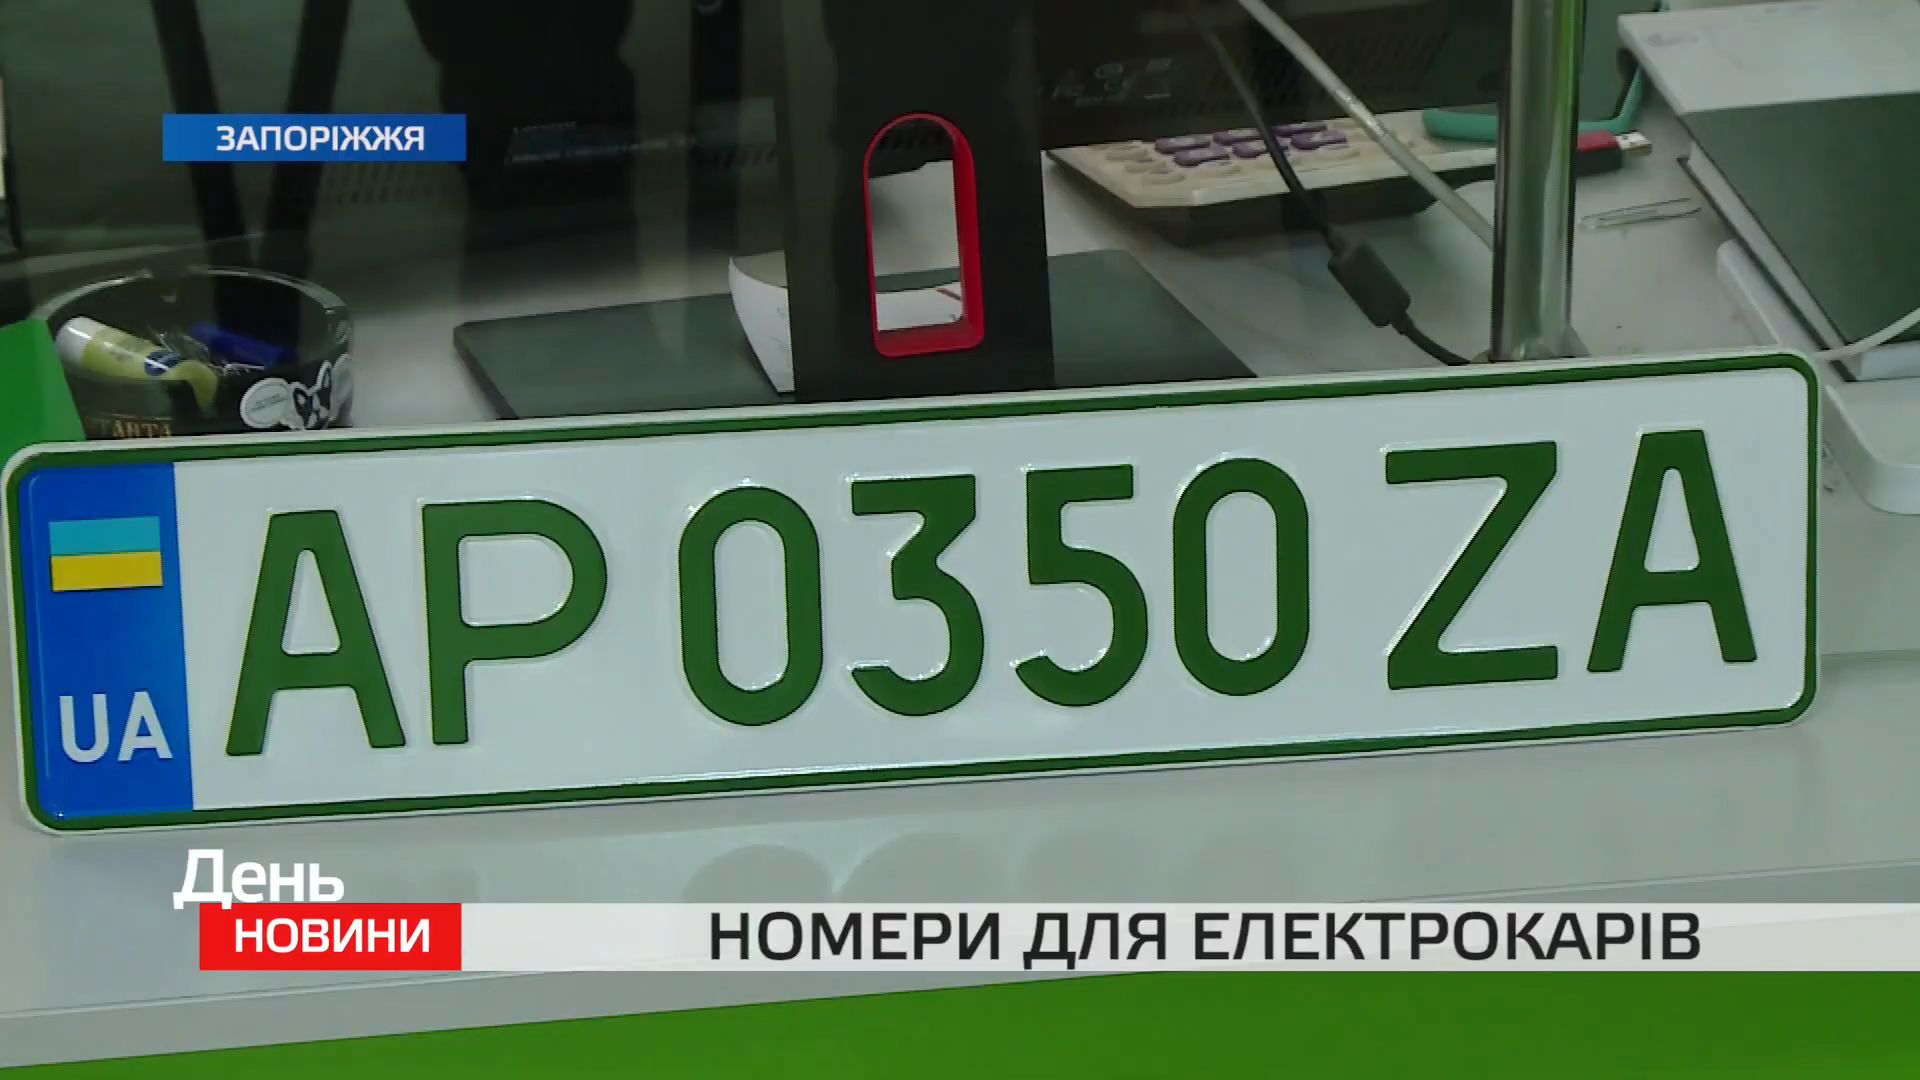 ЗАПОРІЖЖЯ
UA
AP 0350 ZA
День
НОВИНИ
НОМЕРИ ДЛЯ ЕЛЕКТРОКАРІВ